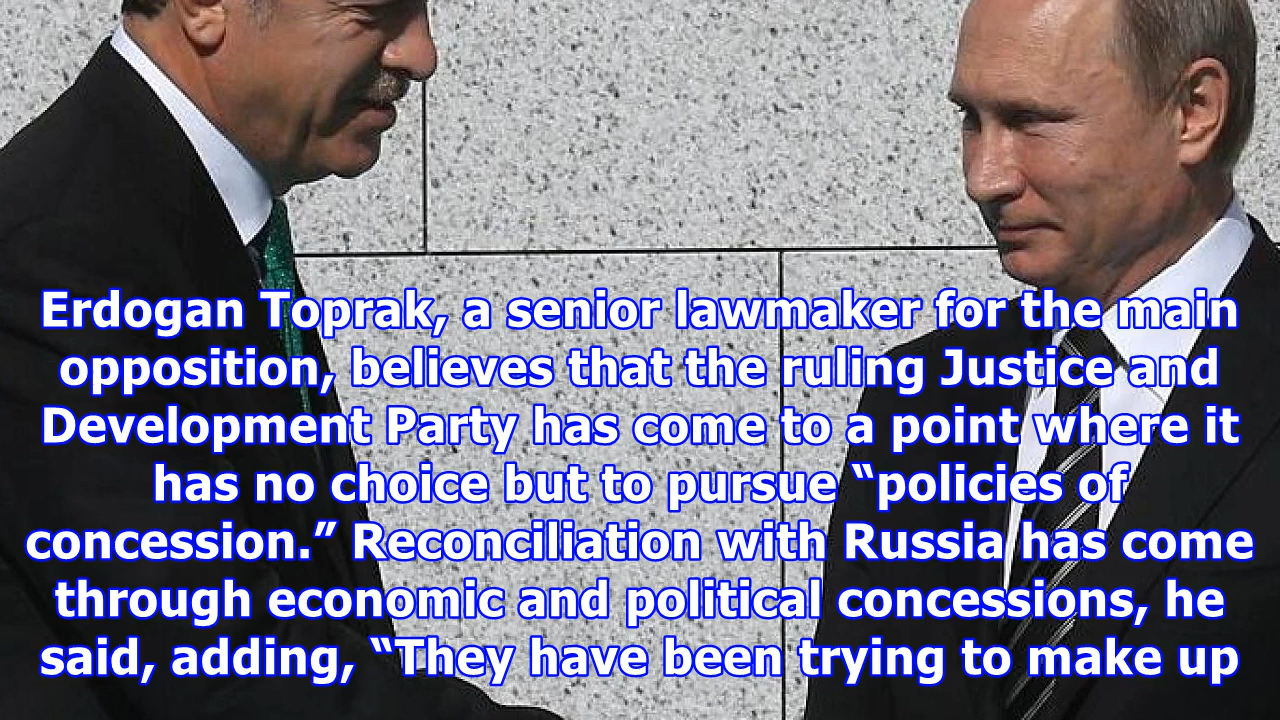 Erdogan Toprak, a senior lawmaker for the main
opposition, believes that the ruling Justice and
Development Party has come to a point where it
has no choice but to pursue “policies of
concession.” Reconciliation with Russia has come
through economic and political concessions, he
said, adding, “They have been trying to make up